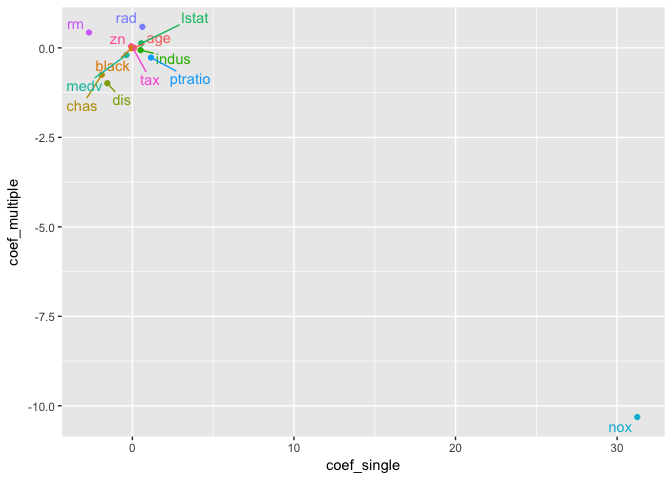 rm
rad
lstat
zn
age
black
indus
medv
tax
ptratio
chas
dis
nox
0.0
-2.5
-5.0
-7.5
-10.0
coef_multiple
0
10
20
30
coef_single